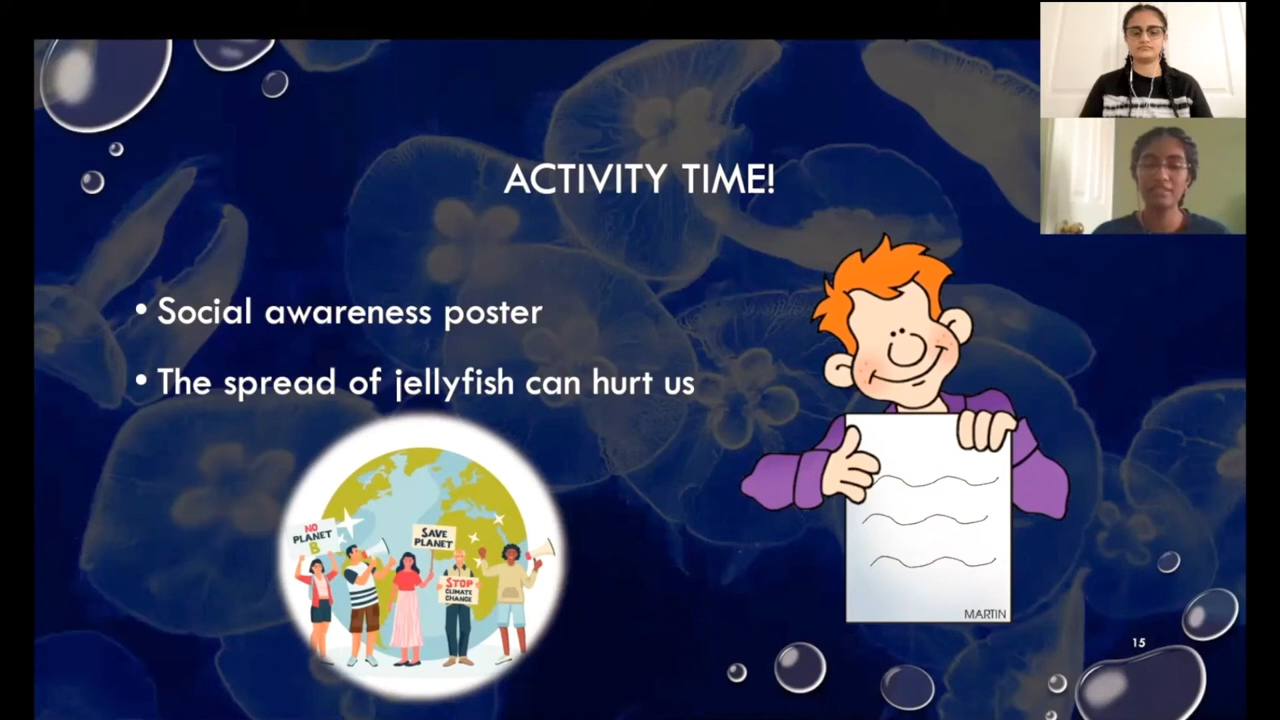 ACTIVITY TIME!
• Social awareness poster
• The spread of jellyfish can hurt us
NO
PLANET
B
SAVE
PLANET
STOP
CLIMATE
CHANGE
MARTIN
15